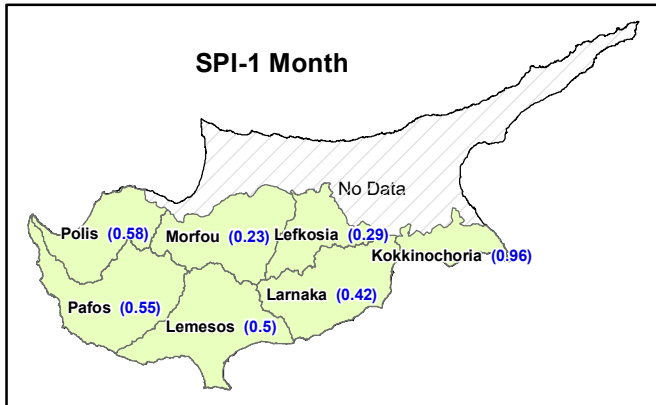 SPI-1 Month
No Data
Polis (0.58)
Morfou (0.23)
Lefkosia (0.29)
Kokkinochoria (0.96)
Pafos (0.55)
Larnaka (0.42)
Lemesos (0.5)